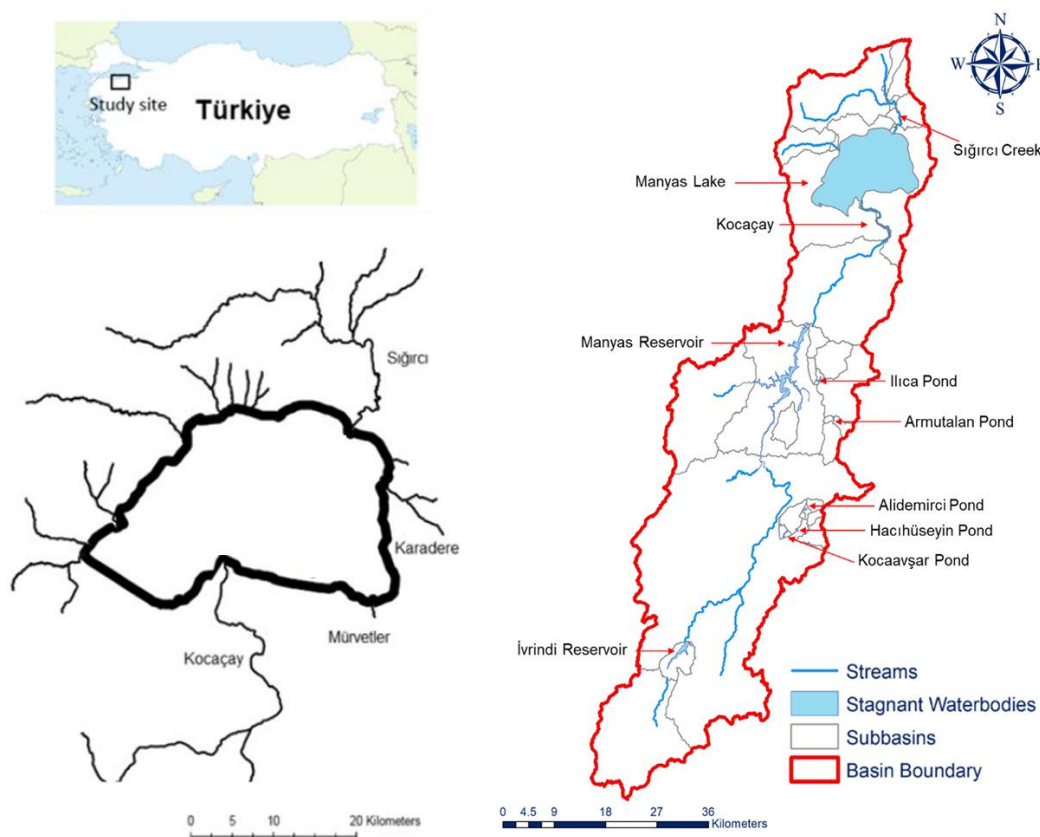 Study site
Türkiye
Sığırcı
Karadere
Mürvetler
Kocaçay
0 5 10 20 Kilometers
N
W E
S
Sığırcı Creek
Manyas Lake
Kocaçay
Manyas Reservoir
Ilıca Pond
Armutalan Pond
Alidemirci Pond
Hacıhüseyin Pond
Kocaavşar Pond
İvrindi Reservoir
Streams
Stagnant Waterbodies
Subbasins
Basin Boundary
0 4.5 9 18 27 36
Kilometers